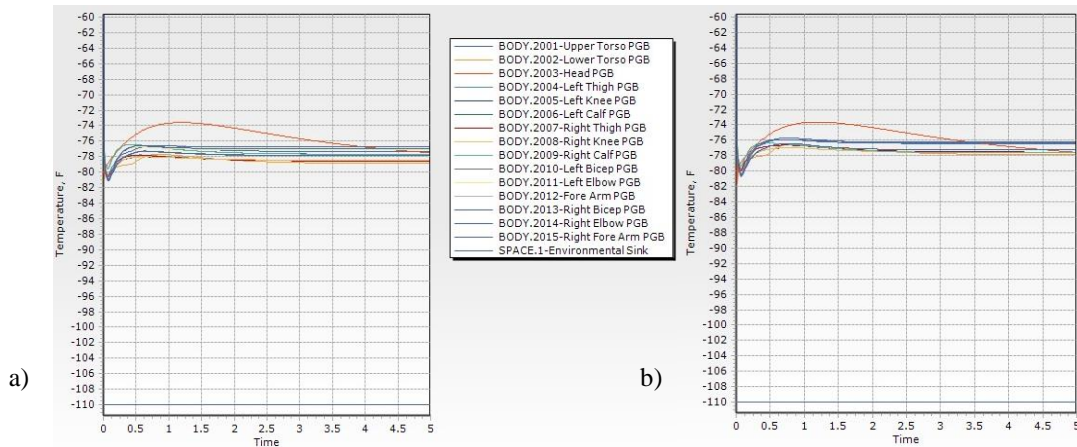 -60
-62
-64
-66
-68
-70
-72
-74
-76
-78
-80
-82
-84
-86
-88
-90
-92
-94
-96
-98
-100
-102
-104
-106
-108
-110
Temperature, F
0 0.5 1 1.5 2 2.5 3 3.5 4 4.5 5
Time
a)
BODY.2001-Upper Torso PGB
BODY.2002-Lower Torso PGB
BODY.2003-Head PGB
BODY.2004-Left Thigh PGB
BODY.2005-Left Knee PGB
BODY.2006-Left Calf PGB
BODY.2007-Right Thigh PGB
BODY.2008-Right Knee PGB
BODY.2009-Right Calf PGB
BODY.2010-Left Bicep PGB
BODY.2011-Left Elbow PGB
BODY.2012-Fore Arm PGB
BODY.2013-Right Bicep PGB
BODY.2014-Right Elbow PGB
BODY.2015-Right Fore Arm PGB
SPACE.1-Environmental Sink
-60
-62
-64
-66
-68
-70
-72
-74
-76
-78
-80
-82
-84
-86
-88
-90
-92
-94
-96
-98
-100
-102
-104
-106
-108
-110
Temperature, F
0 0.5 1 1.5 2 2.5 3 3.5 4 4.5 5
Time
b)